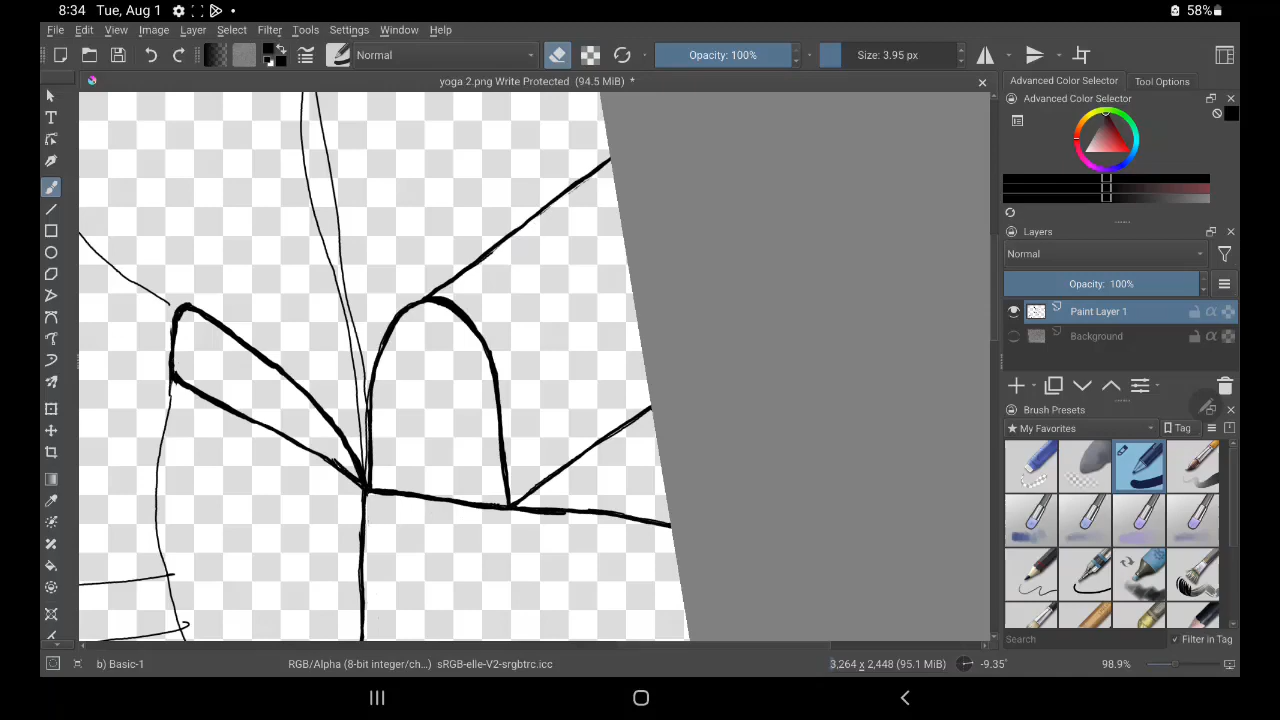 8:34 Tue, Aug 1
58%
File Edit View Image Layer Select Filter Tools Settings Window Help
Normal
Opacity: 100%
Size: 3.95 px
yoga 2.png Write Protected (94.5 MiB) *
Advanced Color Selector
Tool Options
Advanced Color Selector
Layers
Normal
Opacity: 100%
Paint Layer 1
Background
Brush Presets
My Favorites
Tag
Search
Filter in Tag
b) Basic-1
RGB/Alpha (8-bit integer/ch...) sRGB-elle-V2-srgbtrc.icc
3,264 x 2,448 (95.1 MiB)
-9.35°
98.9%